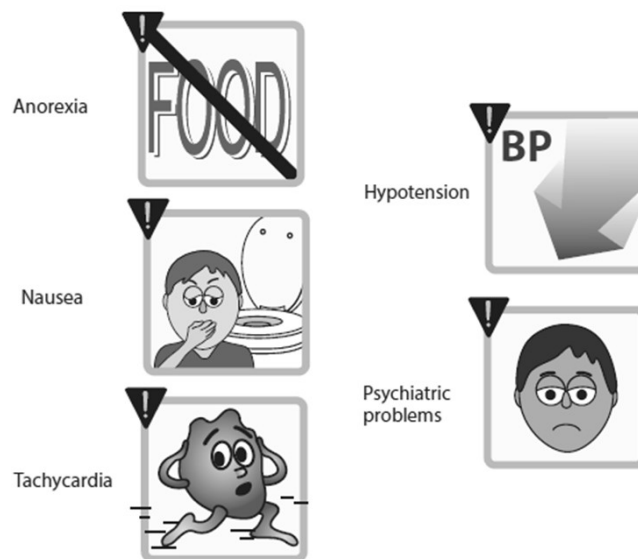 !
Anorexia
FOOD
!
Nausea
!
Tachycardia
!
BP
Hypotension
!
Psychiatric
problems